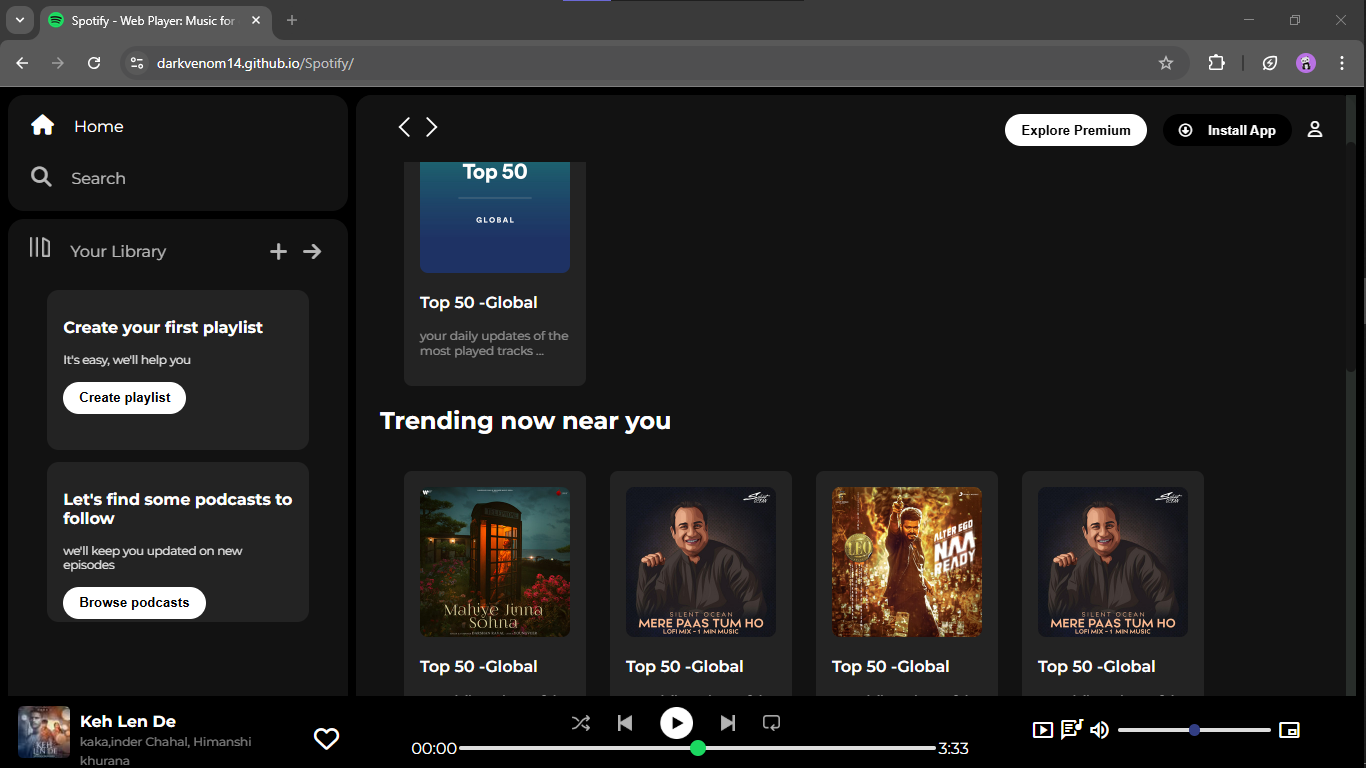 Spotify - Web Player: Music for
darkvenom14.github.io/Spotify/
Home
Search
Your Library
Create your first playlist
It's easy, we'll help you
Create playlist
Let's find some podcasts to
follow
we'll keep you updated on new
episodes
Browse podcasts
Explore Premium
Install App
Top 50
GLOBAL
Top 50 -Global
your daily updates of the
most played tracks ...
Trending now near you
Mahiye Jinna
Sohna
Top 50 -Global
SILENT OCEAN
MERE PAAS TUM HO
LOFI MIX - 1 MIN MUSIC
Top 50 -Global
LEO
ALTER EGO
NAA
READY
Top 50 -Global
SILENT OCEAN
MERE PAAS TUM HO
LOFI MIX - 1 MIN MUSIC
Top 50 -Global
KEH
LEN DE
Keh Len De
kaka,inder Chahal, Himanshi
khurana
00:00
3:33